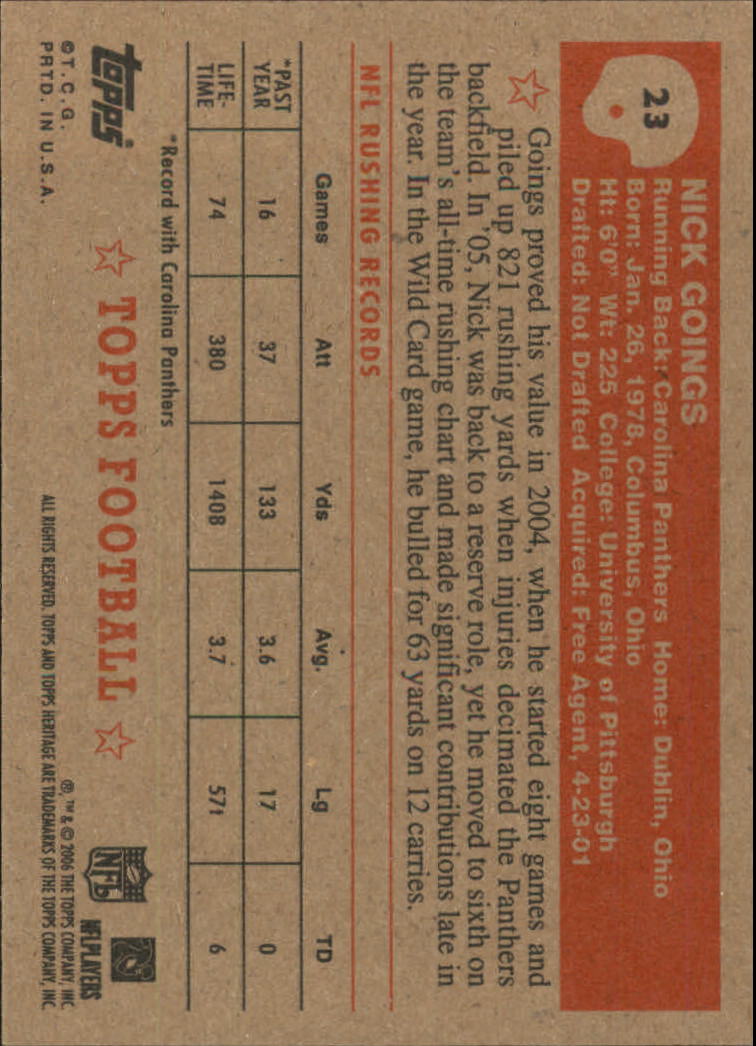 23
NICK GOINGS
Running Back: Carolina Panthers Home: Dublin, Ohio
Born: Jan. 26, 1978, Columbus, Ohio
Ht: 6'0" Wt: 225 College: University of Pittsburgh
Drafted: Not Drafted Acquired: Free Agent, 4-23-01
Goings proved his value in 2004, when he started eight games and
piled up 821 rushing yards when injuries decimated the Panthers
backfield. In '05, Nick was back to a reserve role, yet he moved to sixth on
the team's all-time rushing chart and made significant contributions late in
the year. In the Wild Card game, he bulled for 63 yards on 12 carries.
NFL RUSHING RECORDS
Games Att Yds Avg. Lg TD
*PAST YEAR 16 37 133 3.6 17 0
LIFE-TIME 74 380 1408 3.7 57t 6
*Record with Carolina Panthers
topps
TOPPS FOOTBALL
NFL
NFLPLAYERS
©T.C.G.
PRTD. IN U.S.A.
®,™ & © 2006 THE TOPPS COMPANY, INC.
ALL RIGHTS RESERVED. TOPPS AND TOPPS HERITAGE ARE TRADEMARKS OF THE TOPPS COMPANY, INC.